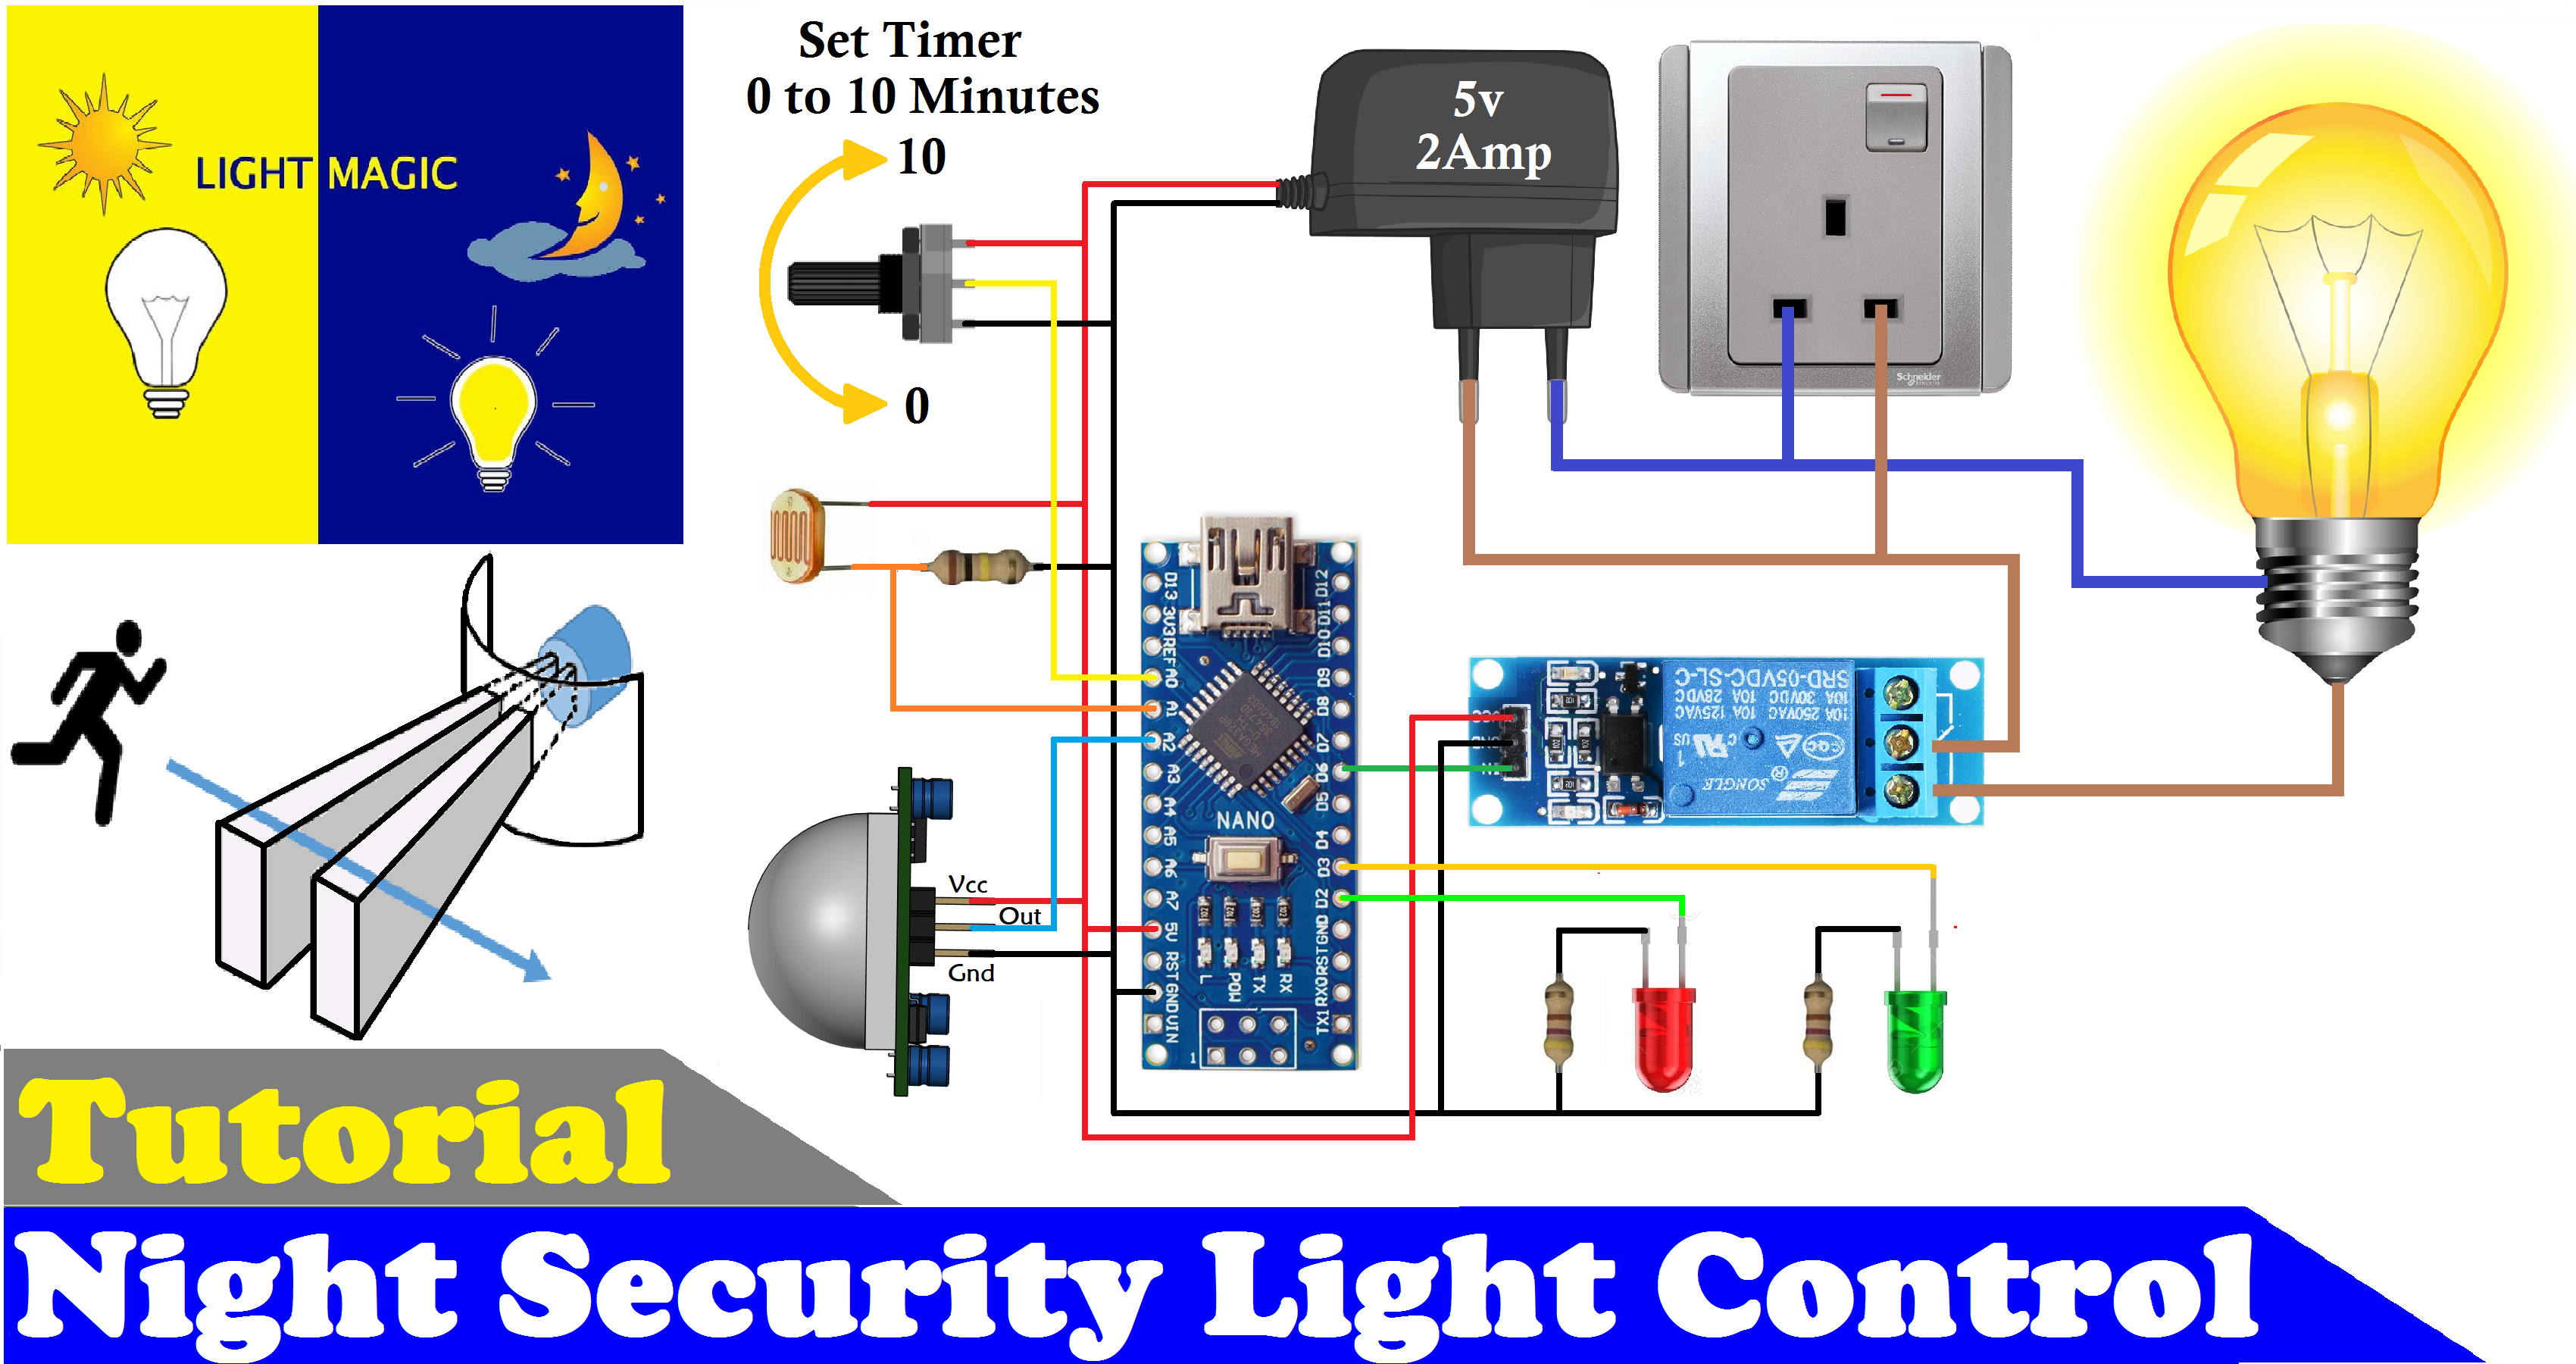 LIGHT MAGIC
Set Timer
0 to 10 Minutes
10
0
5v
2Amp
Schneider
D13
3V3
REF
A0
A1
A2
A3
A4
A5
A6
A7
5V
RST
GND
VIN
D12
D11
D10
D9
D8
D7
D6
D5
D4
D3
D2
GND
RST
RX0
TX1
NANO
L
POW
TX
RX
1
Vcc
Out
Gnd
SONGLE
10A 250VAC 10A 125VAC
10A 30VDC 10A 28VDC
SRD-05VDC-SL-C
Tutorial
Night Security Light Control